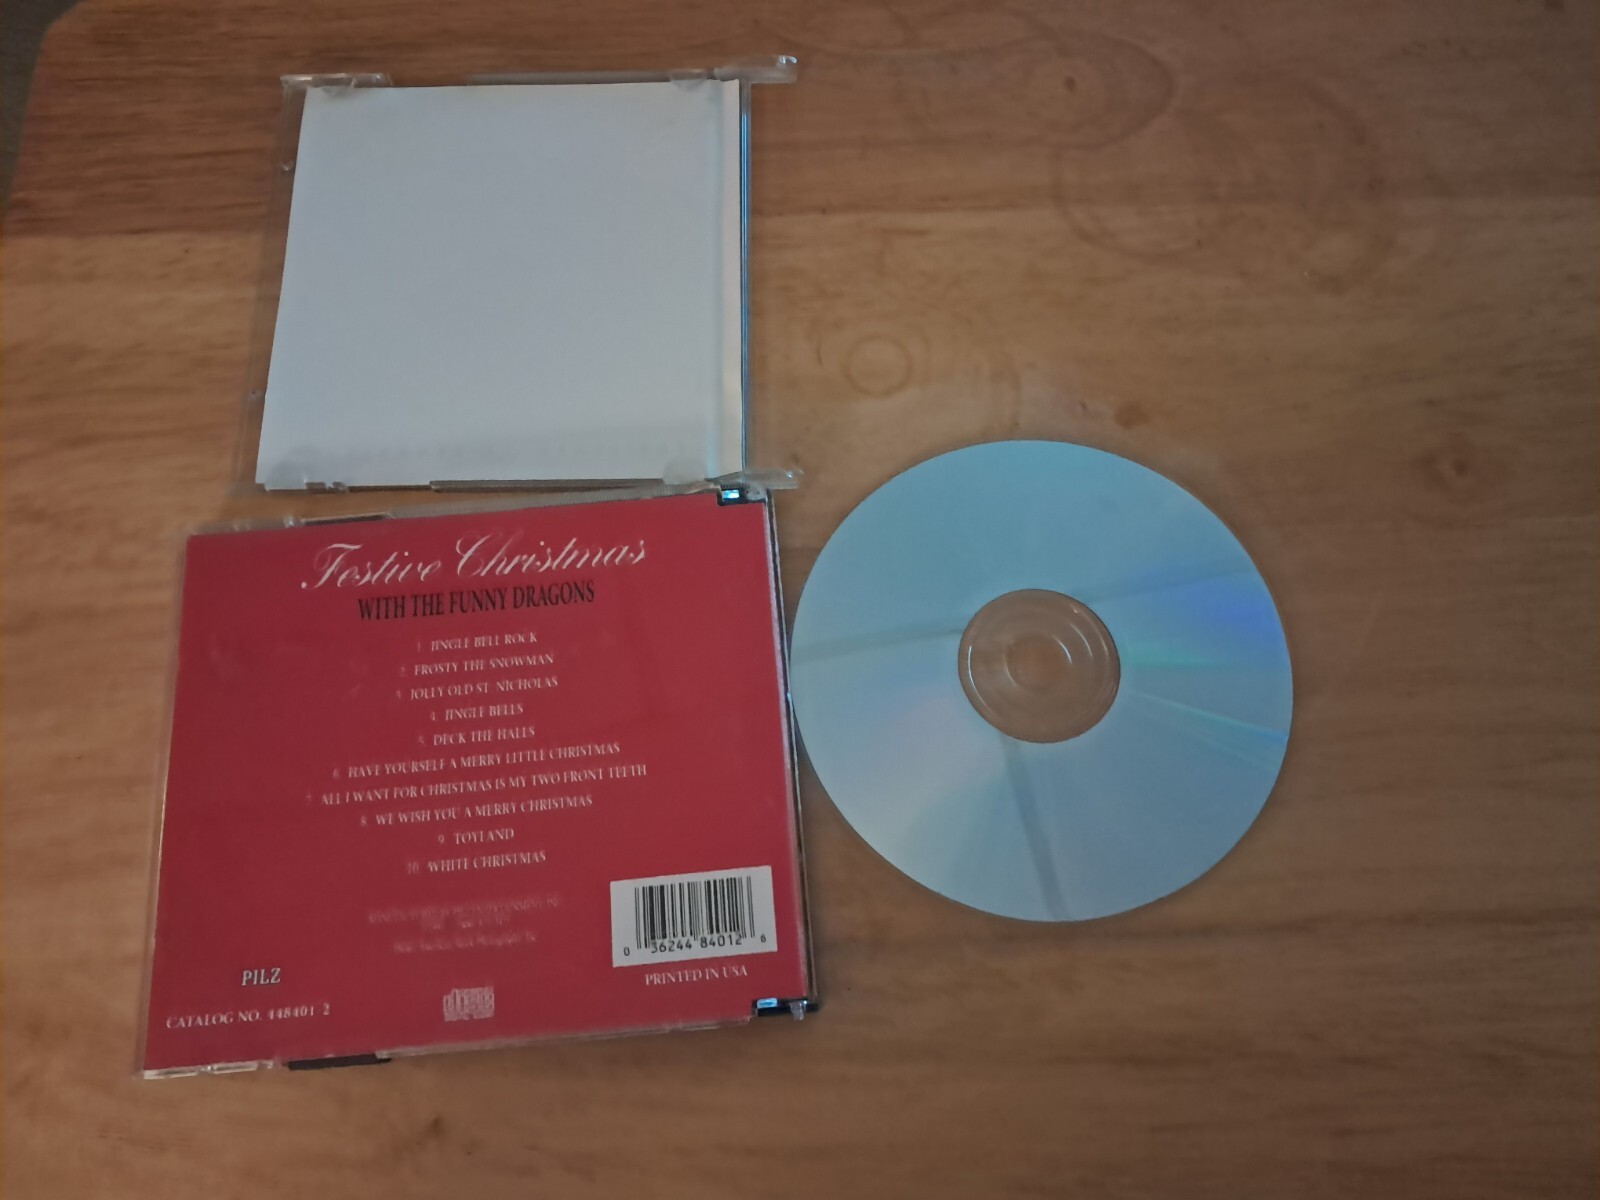 Festive Christmas
WITH THE FUNNY DRAGONS
1. JINGLE BELL ROCK
2. FROSTY THE SNOWMAN
3. JOLLY OLD ST. NICHOLAS
4. JINGLE BELLS
5. DECK THE HALLS
6. HAVE YOURSELF A MERRY LITTLE CHRISTMAS
7. ALL I WANT FOR CHRISTMAS IS MY TWO FRONT TEETH
8. WE WISH YOU A MERRY CHRISTMAS
9. TOYLAND
10. WHITE CHRISTMAS
0 36244 84012 6
PRINTED IN USA
PILZ
CATALOG NO. 448401-2